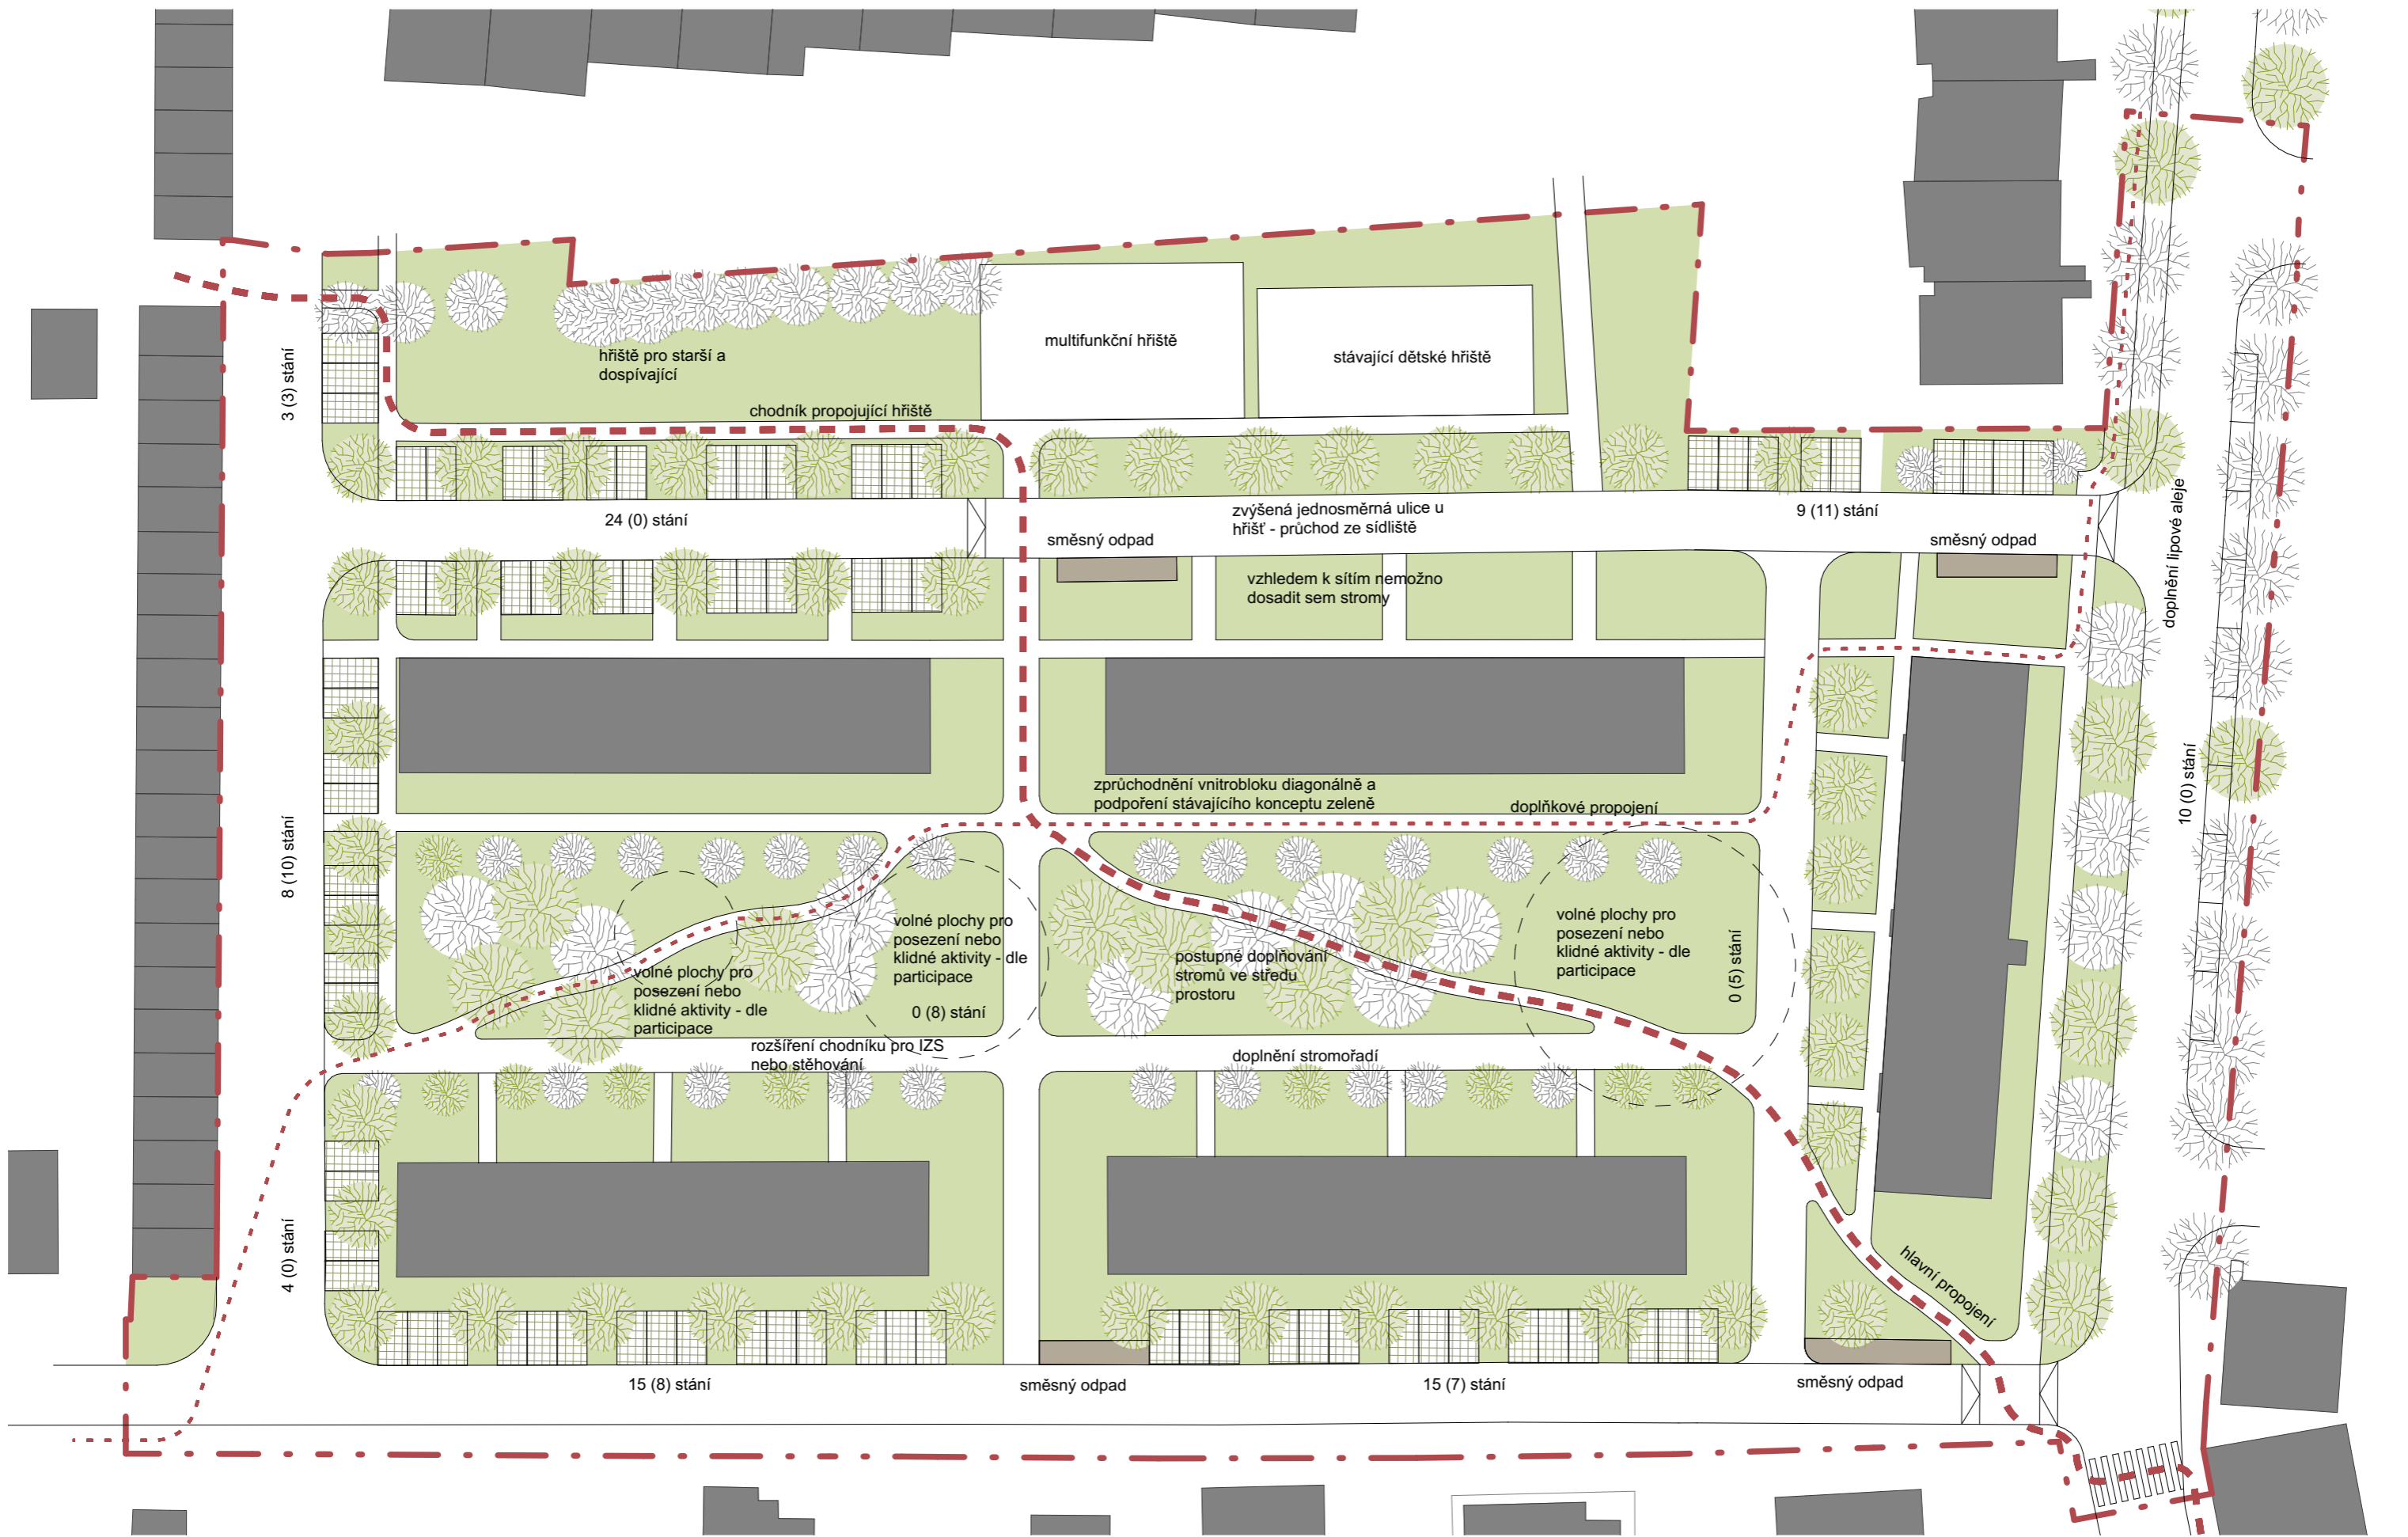 hřiště pro starší a
dospívající
multifunkční hřiště
stávající dětské hřiště
3 (3) stání
chodník propojující hřiště
24 (0) stání
zvýšená jednosměrná ulice u
hřišť - průchod ze sídliště
9 (11) stání
směsný odpad
směsný odpad
doplnění lipové aleje
vzhledem k sítím nemožno
dosadit sem stromy
zprůchodnění vnitrobloku diagonálně a
podpoření stávajícího konceptu zeleně
doplňkové propojení
10 (0) stání
8 (10) stání
volné plochy pro
posezení nebo
klidné aktivity - dle
participace
0 (8) stání
volné plochy pro
posezení nebo
klidné aktivity - dle
participace
postupné doplňování
stromů ve středu
prostoru
volné plochy pro
posezení nebo
klidné aktivity - dle
participace
0 (5) stání
rozšíření chodníku pro IZS
nebo stěhování
doplnění stromořadí
4 (0) stání
hlavní propojení
15 (8) stání
směsný odpad
15 (7) stání
směsný odpad